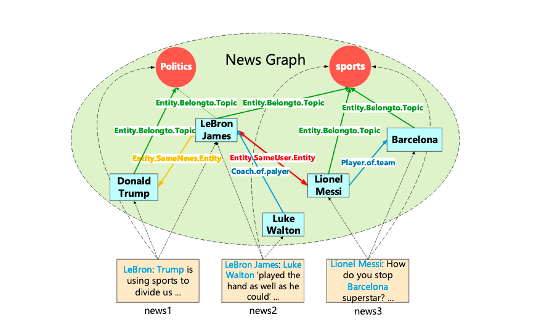 News Graph
Politics
sports
Entity.Belongto.Topic
Entity.Belongto.Topic
Entity.Belongto.Topic
LeBron
James
Entity.Belongto.Topic
Entity.Belongto.Topic
Barcelona
Entity.SameNews.Entity
Entity.SameUser.Entity
Player.of.team
Coach.of.palyer
Donald
Trump
Lionel
Messi
Luke
Walton
LeBron: Trump is
using sports to
divide us ...
news1
LeBron James: Luke
Walton 'played the
hand as well as he
could' ...
news2
Lionel Messi: How
do you stop
Barcelona
superstar? ...
news3